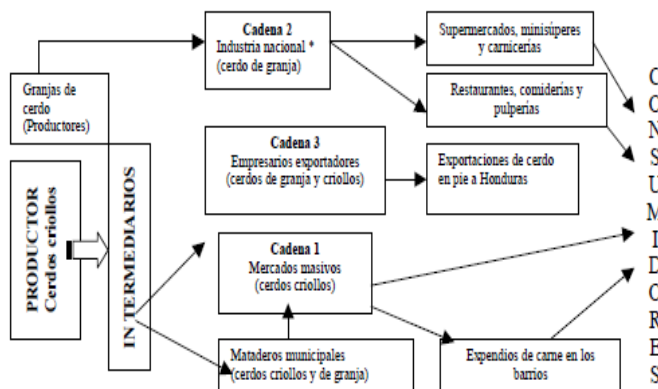 Cadena 2
Industria nacional *
(cerdo de granja)
Supermercados, minisúperes
y carnicerías
Granjas de
cerdo
(Productores)
Restaurantes, comiderías y
pulperías
Cadena 3
Empresarios exportadores
(cerdos de granja y criollos)
Exportaciones de cerdo
en pie a Honduras
PRODUCTOR
Cerdos criollos
INTERMEDIARIOS
Cadena 1
Mercados masivos
(cerdos criollos)
Mataderos municipales
(cerdos criollos y de granja)
Expendios de carne en los
barrios
CONSUMIDORES